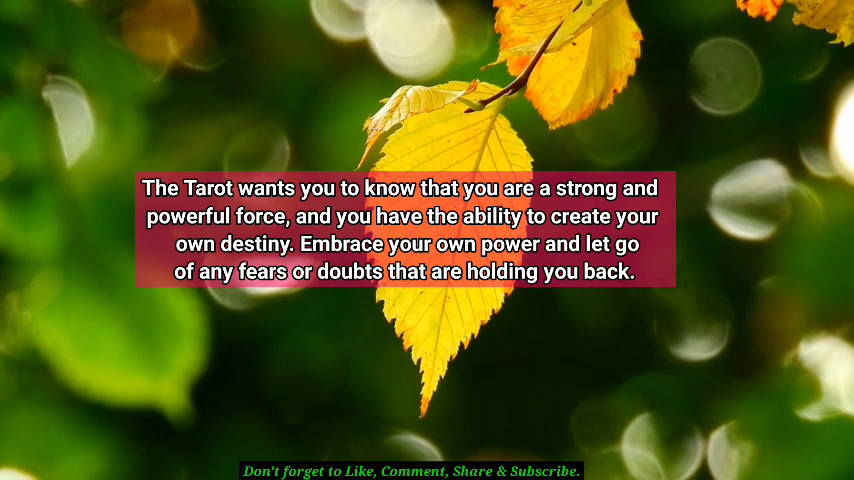 The Tarot wants you to know that you are a strong and
powerful force, and you have the ability to create your
own destiny. Embrace your own power and let go
of any fears or doubts that are holding you back.
Don't forget to Like, Comment, Share & Subscribe.